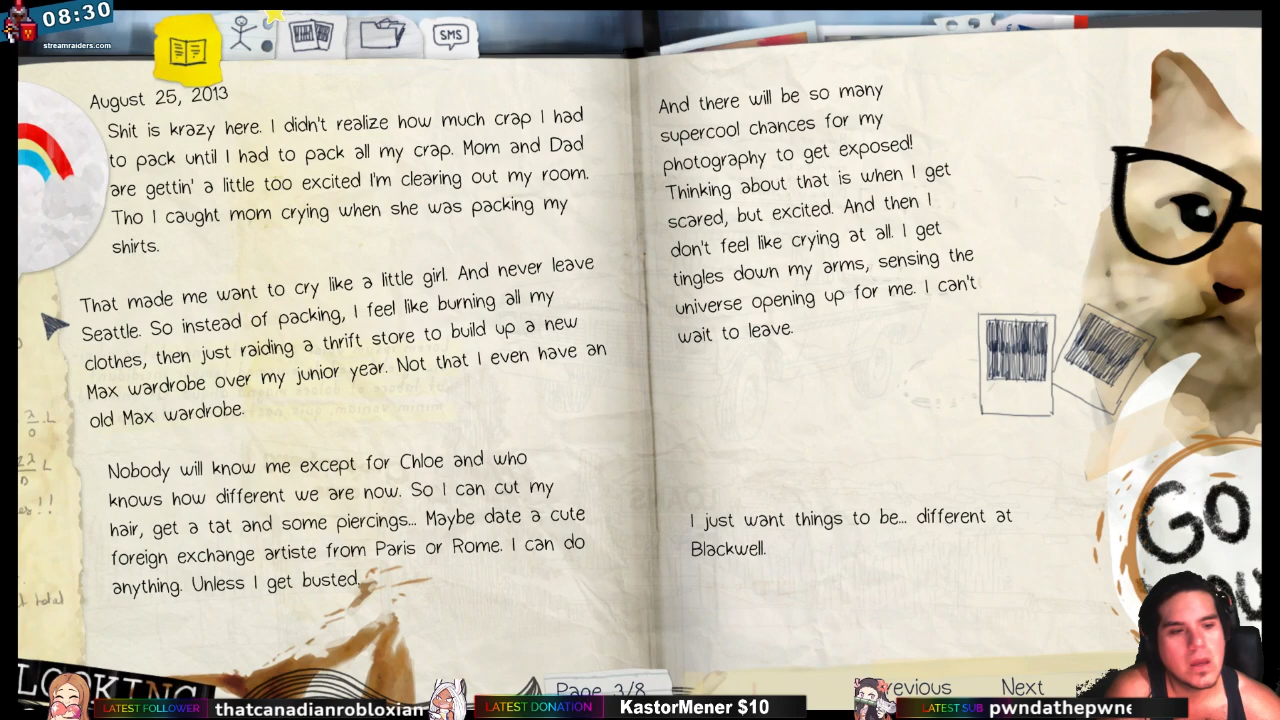 08:30
streamraiders.com
SMS
August 25, 2013
Shit is krazy here. I didn't realize how much crap I had
to pack until I had to pack all my crap. Mom and Dad
are gettin' a little too excited I'm clearing out my room.
Tho I caught mom crying when she was packing my
shirts.
That made me want to cry like a little girl. And never leave
Seattle. So instead of packing, I feel like burning all my
clothes, then just raiding a thrift store to build up a new
Max wardrobe over my junior year. Not that I even have an
old Max wardrobe.
Nobody will know me except for Chloe and who
knows how different we are now. So I can cut my
hair, get a tat and some piercings... Maybe date a cute
foreign exchange artiste from Paris or Rome. I can do
anything. Unless I get busted.
And there will be so many
supercool chances for my
photography to get exposed!
Thinking about that is when I get
scared, but excited. And then I
don't feel like crying at all. I get
tingles down my arms, sensing the
universe opening up for me. I can't
wait to leave.
I just want things to be... different at
Blackwell.
GO
LOOKING
Page 3/8
evious
Next
LATEST FOLLOWER
thatcanadianrobloxian
LATEST DONATION
KastorMener $10
LATEST SUB
pwndathepwne